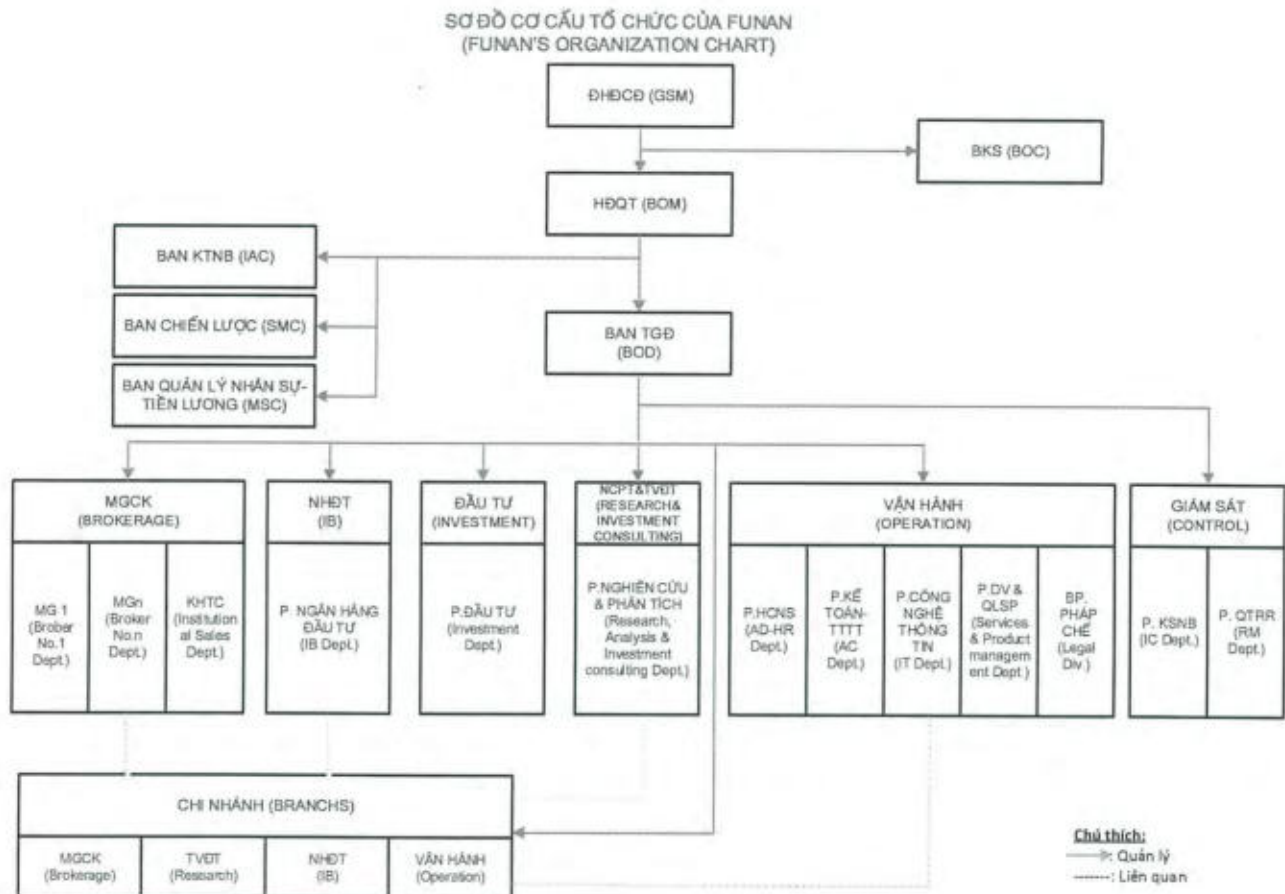 SƠ ĐỒ CƠ CẤU TỔ CHỨC CỦA FUNAN
(FUNAN'S ORGANIZATION CHART)
ĐHĐCĐ (GSM)
BKS (BOC)
HĐQT (BOM)
BAN KTNB (IAC)
BAN CHIẾN LƯỢC (SMC)
BAN TGĐ
(BOD)
BAN QUẢN LÝ NHÂN SỰ-
TIỀN LƯƠNG (MSC)
MGCK
(BROKERAGE)
MG 1
(Brober
No.1
Dept.)
MGn
(Broker
No.n
Dept.)
KHTC
(Institution
al Sales
Dept.)
NHĐT
(IB)
P. NGÂN HÀNG
ĐẦU TƯ
(IB Dept.)
ĐẦU TƯ
(INVESTMENT)
P.ĐẦU TƯ
(Investment
Dept.)
NCPT&TVĐT
(RESEARCH&
INVESTMENT
CONSULTING)
P.NGHIÊN CỨU
& PHÂN TÍCH
(Research,
Analysis &
Investment
consulting Dept.)
VẬN HÀNH
(OPERATION)
P.HCNS
(AD-HR
Dept.)
P.KẾ
TOÁN-
TTTT
(AC
Dept.)
P.CÔNG
NGHỆ
THÔNG
TIN
(IT Dept.)
P.DV &
QLSP
(Services
& Product
managem
ent Dept.)
BP.
PHÁP
CHẾ
(Legal
Div.)
GIÁM SÁT
(CONTROL)
P. KSNB
(IC Dept.)
P. QTRR
(RM
Dept.)
CHI NHÁNH (BRANCHS)
MGCK
(Brokerage)
TVĐT
(Research)
NHĐT
(IB)
VẬN HÀNH
(Operation)
Chú thích:
: Quản lý
: Liên quan